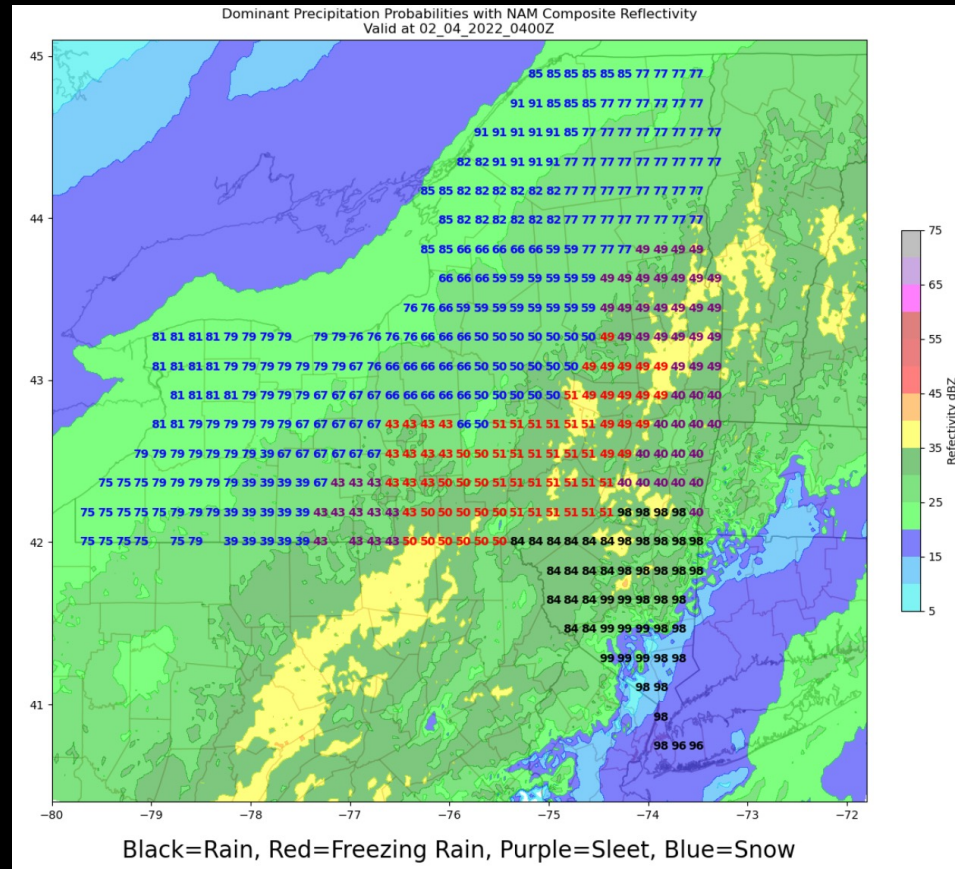 Dominant Precipitation Probabilities with NAM Composite Reflectivity
Valid at 02_04_2022_0400Z
45
85 85 85 85 85 85 77 77 77 77
91 91 85 85 85 77 77 77 77 77 77
91 91 91 91 91 85 77 77 77 77 77 77 77 77
82 82 91 91 91 91 77 77 77 77 77 77 77 77 77
44
85 85 82 82 82 82 82 82 77 77 77 77 77 77 77 77
85 82 82 82 82 82 82 77 77 77 77 77 77 77 77
85 85 66 66 66 66 66 59 59 77 77 77 49 49 49 49
66 66 66 59 59 59 59 59 59 49 49 49 49 49 49 49
76 76 66 59 59 59 59 59 59 59 59 49 49 49 49 49 49 49
81 81 81 81 79 79 79 79 79 79 76 76 76 76 76 66 66 66 50 50 50 50 50 50 50 49 49 49 49 49 49 49
43
81 81 81 81 79 79 79 79 79 79 79 67 76 66 66 66 66 66 50 50 50 50 50 50 49 49 49 49 49 49 49 49
81 81 81 81 79 79 79 79 67 67 67 66 66 66 66 66 66 50 50 50 50 50 51 49 49 49 49 49 40 40 40
81 81 79 79 79 79 79 79 67 67 67 67 67 43 43 43 43 66 50 51 51 51 51 51 51 49 49 49 40 40 40 40
79 79 79 79 79 79 79 39 67 67 67 67 67 67 43 43 43 43 50 50 51 51 51 51 51 51 49 49 40 40 40 40
75 75 75 79 79 79 79 79 39 39 39 39 67 43 43 43 43 43 43 50 50 50 51 51 51 51 51 51 51 40 40 40 40 40
75 75 75 75 75 79 79 79 39 39 39 39 39 43 43 43 43 43 43 50 50 50 50 50 51 51 51 51 51 51 98 98 98 98 40
42
75 75 75 75 75 79 39 39 39 39 39 43 43 43 43 50 50 50 50 50 50 84 84 84 84 84 84 98 98 98 98 98
84 84 84 84 98 98 98 98 98
84 84 84 99 99 98 98 98
84 84 99 99 99 98 98
99 99 99 98 98
98 98
41
98
98 96 96
−80
−79
−78
−77
−76
−75
−74
−73
−72
75
65
55
45
35
25
15
5
Refectivity dBZ
Black=Rain, Red=Freezing Rain, Purple=Sleet, Blue=Snow